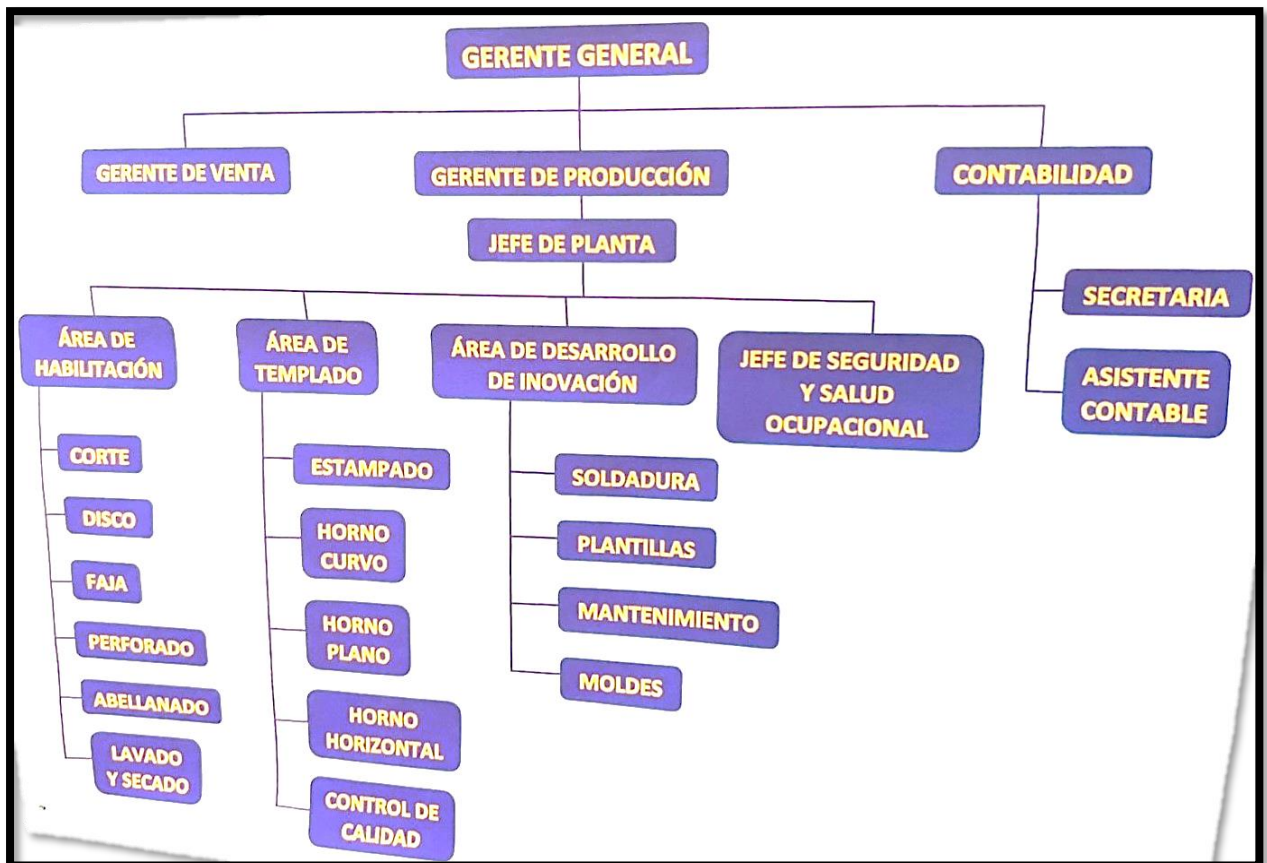 GERENTE GENERAL
GERENTE DE VENTA
GERENTE DE PRODUCCIÓN
CONTABILIDAD
JEFE DE PLANTA
SECRETARIA
ASISTENTE
CONTABLE
ÁREA DE
HABILITACIÓN
CORTE
DISCO
FAJA
PERFORADO
ABELLANADO
LAVADO
Y SECADO
ÁREA DE
TEMPLADO
ESTAMPADO
HORNO
CURVO
HORNO
PLANO
HORNO
HORIZONTAL
CONTROL DE
CALIDAD
ÁREA DE DESARROLLO
DE INOVACIÓN
SOLDADURA
PLANTILLAS
MANTENIMIENTO
MOLDES
JEFE DE SEGURIDAD
Y SALUD
OCUPACIONAL